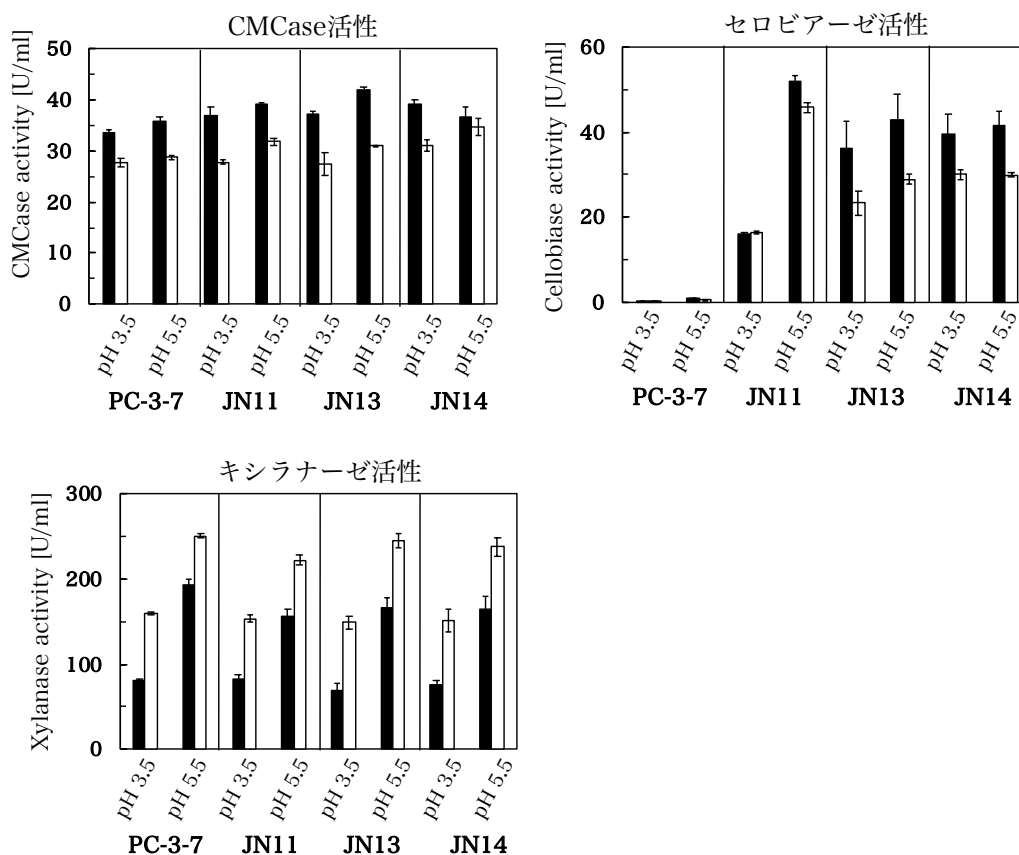 CMCase活性
CMCase activity [U/ml]
50
40
30
20
10
0
pH 3.5
pH 5.5
pH 3.5
pH 5.5
pH 3.5
pH 5.5
pH 3.5
pH 5.5
PC-3-7 JN11 JN13 JN14
セロビアーゼ活性
Cellobiase activity [U/ml]
60
40
20
0
pH 3.5
pH 5.5
pH 3.5
pH 5.5
pH 3.5
pH 5.5
pH 3.5
pH 5.5
PC-3-7 JN11 JN13 JN14
キシラナーゼ活性
Xylanase activity [U/ml]
300
200
100
0
pH 3.5
pH 5.5
pH 3.5
pH 5.5
pH 3.5
pH 5.5
pH 3.5
pH 5.5
PC-3-7 JN11 JN13 JN14